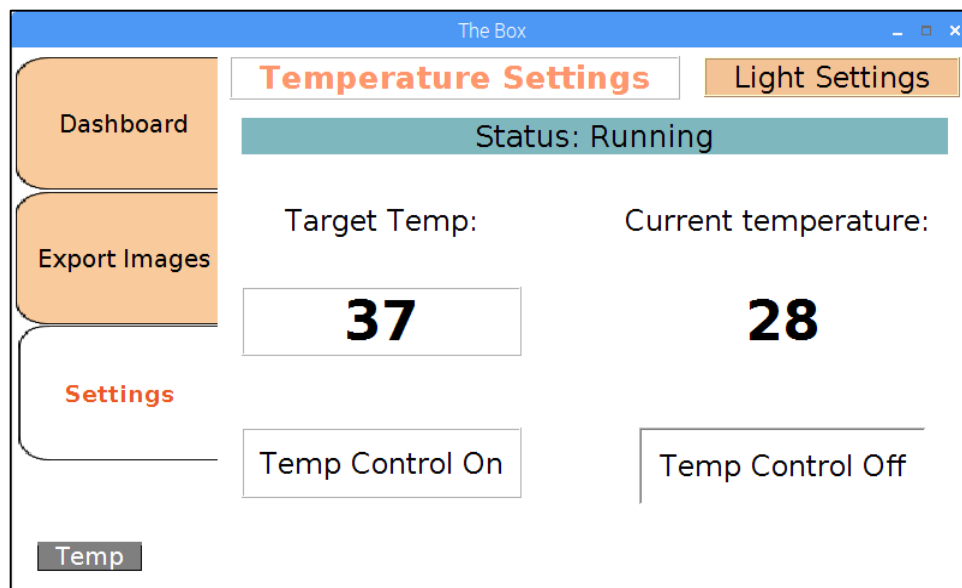 The Box
Temperature Settings
Light Settings
Dashboard
Status: Running
Target Temp:
Current temperature:
Export Images
37
28
Settings
Temp Control On
Temp Control Off
Temp